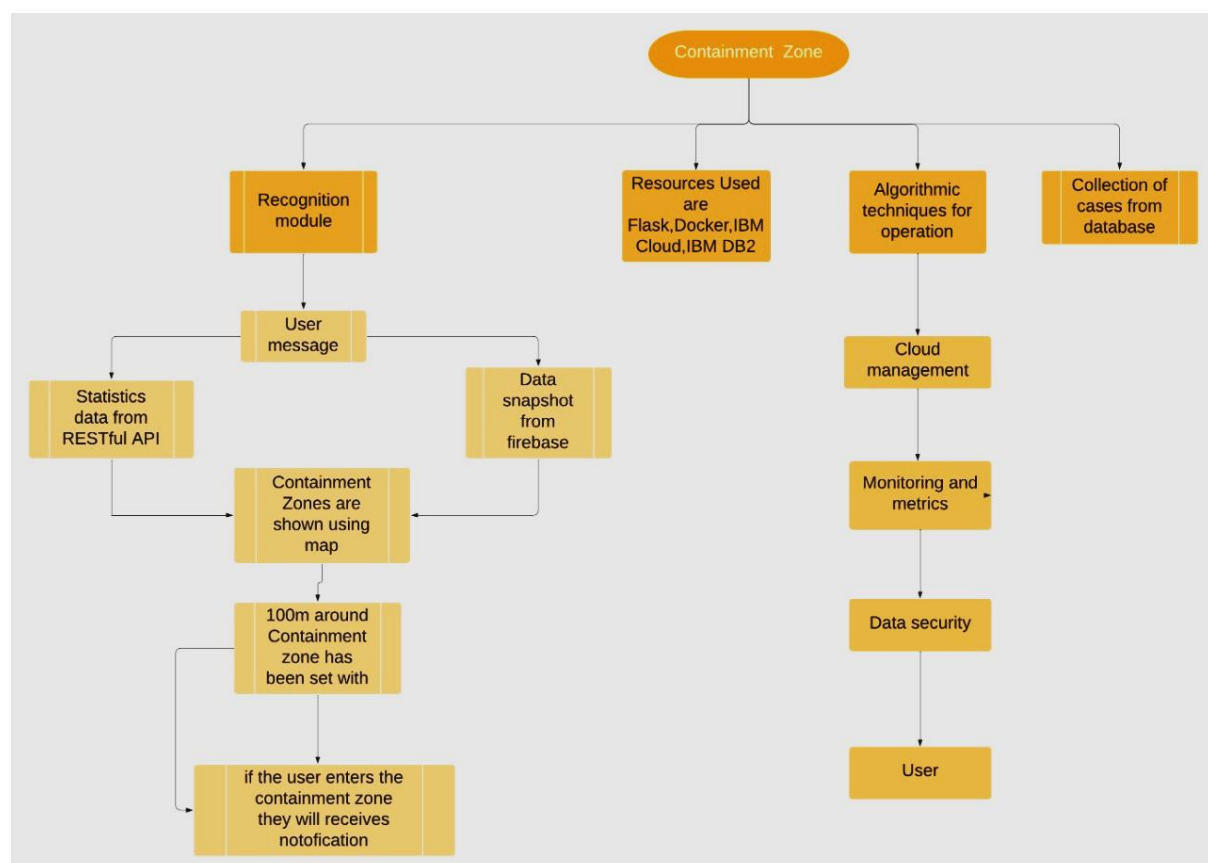 Containment Zone
Recognition
module
Resources Used
are
Flask,Docker,IBM
Cloud,IBM DB2
Algorithmic
techniques for
operation
Collection of
cases from
database
User
message
Statistics
data from
RESTful API
Data
snapshot
from
firebase
Containment
Zones are
shown using
map
100m around
Containment
zone has
been set with
if the user enters the
containment zone
they will receives
notofication
Cloud
management
Monitoring and
metrics
Data security
User